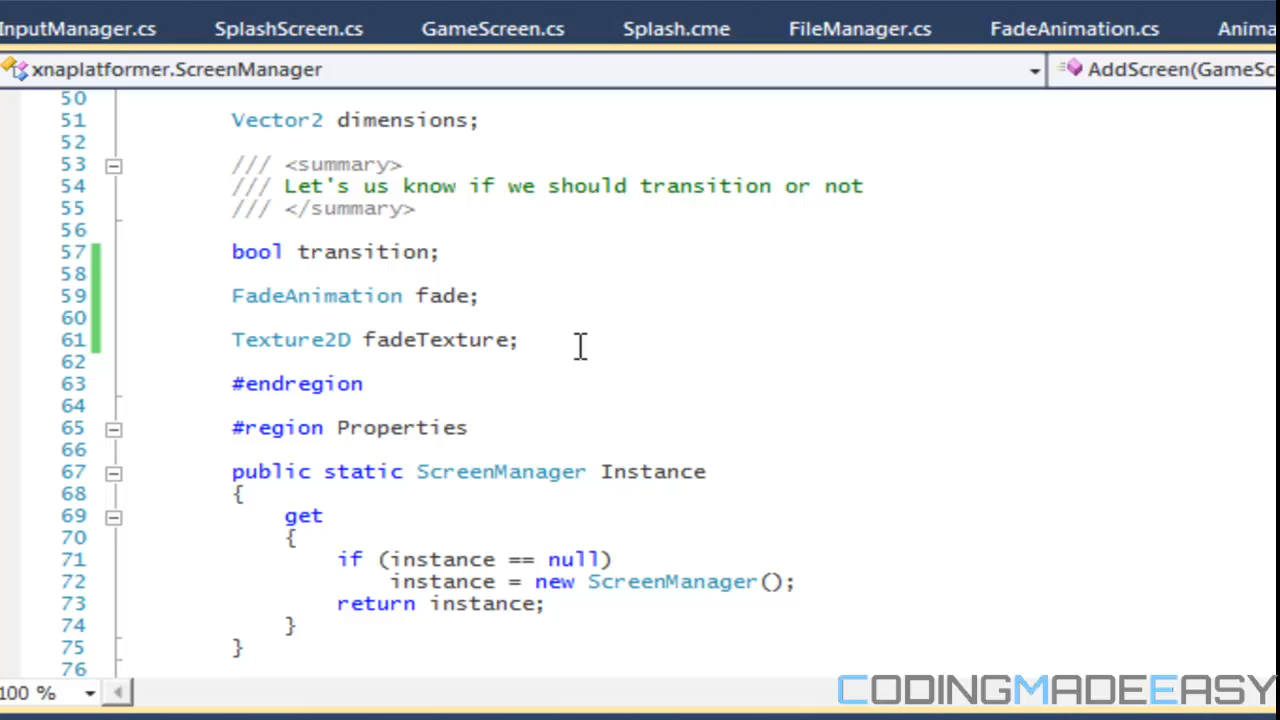 InputManager.cs SplashScreen.cs GameScreen.cs Splash.cme FileManager.cs FadeAnimation.cs Anima
xnaplatformer.ScreenManager AddScreen(GameSc
50
51 Vector2 dimensions;
52
53 /// <summary>
54 /// Let's us know if we should transition or not
55 /// </summary>
56
57 bool transition;
58
59 FadeAnimation fade;
60
61 Texture2D fadeTexture;
62
63 #endregion
64
65 #region Properties
66
67 public static ScreenManager Instance
68 {
69 get
70 {
71 if (instance == null)
72 instance = new ScreenManager();
73 return instance;
74 }
75 }
76
100 %
CODINGMADEEASY